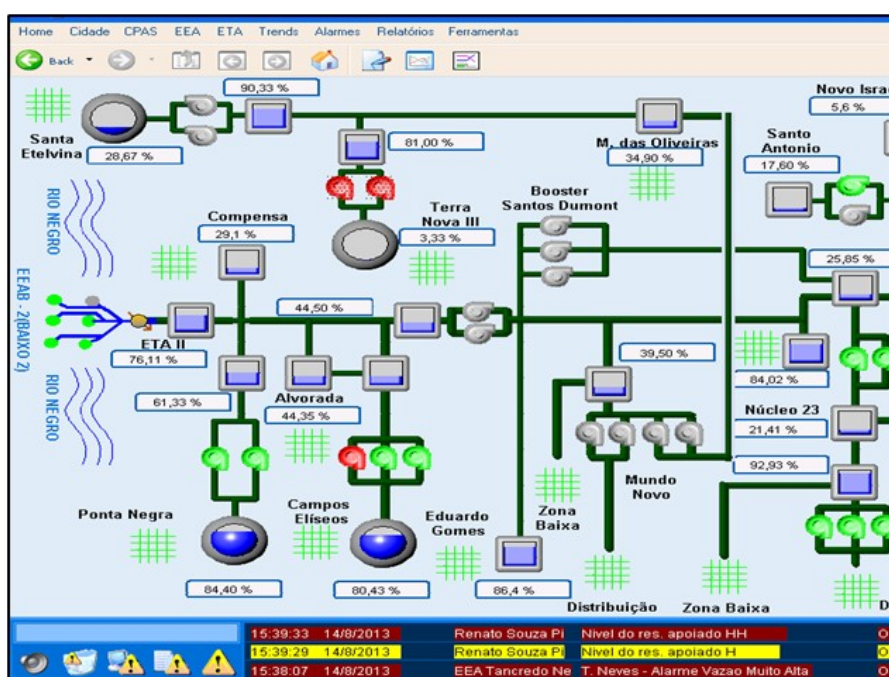 Home Cidade CPAS EEA ETA Trends Alarmes Relatórios Ferramentas
Back
90,33 %
Santa Etelvina
28,67 %
81,00 %
M. das Oliveiras
34,90 %
Novo
5,6 %
Santo Antonio
17,60 %
RIO NEGRO
Compensa
29,1 %
Terra Nova III
3,33 %
Booster
Santos Dumont
25,85 %
EEAB - 2(BAIXO 2)
ETA II
76,11 %
44,50 %
39,50 %
84,02 %
RIO NEGRO
61,33 %
Alvorada
44,35 %
Núcleo 23
21,41 %
92,93 %
Ponta Negra
Campos Elíseos
Eduardo Gomes
Zona Baixa
Mundo Novo
84,40 %
80,43 %
86,4 %
Distribuição
Zona Baixa
D
15:39:33 14/8/2013 Renato Souza Pi Nivel do res. apoiado HH O
15:39:29 14/8/2013 Renato Souza Pi Nivel do res. apoiado H O
15:38:07 14/8/2013 EEA Tancredo Ne T. Neves - Alarme Vazao Muito Alta O